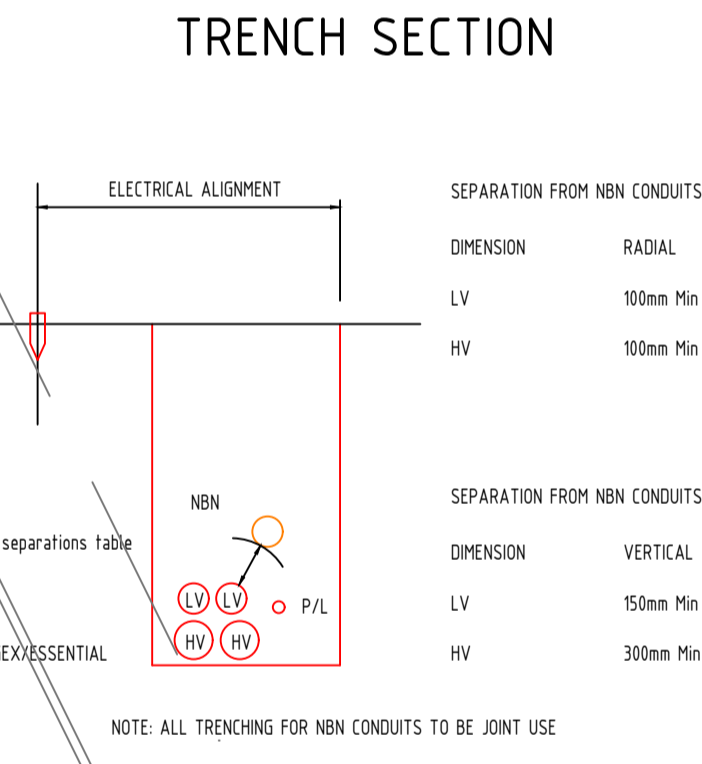 TRENCH SECTION
ELECTRICAL ALIGNMENT
SEPARATION FROM NBN CONDUITS
DIMENSION RADIAL
LV 100mm Min
HV 100mm Min
NBN
separations table
LV LV P/L
HV HV
EX/ESSENTIAL
SEPARATION FROM NBN CONDUITS
DIMENSION VERTICAL
LV 150mm Min
HV 300mm Min
NOTE: ALL TRENCHING FOR NBN CONDUITS TO BE JOINT USE